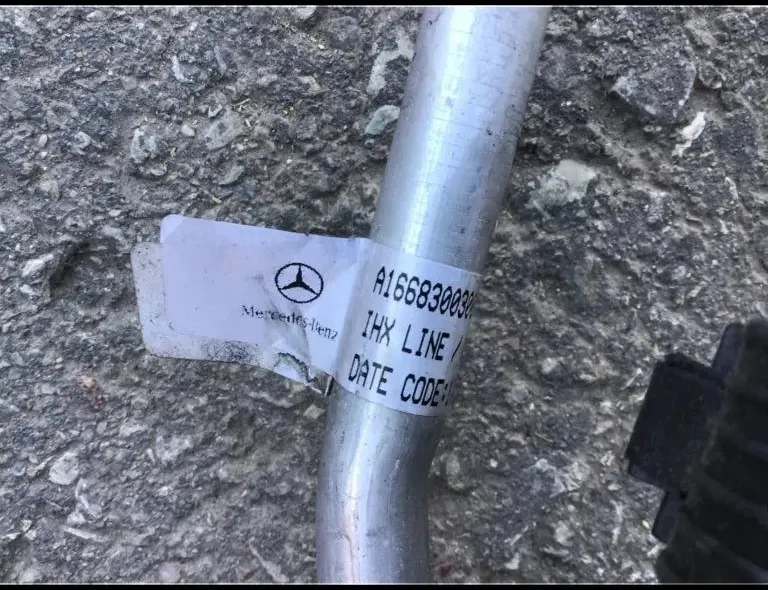 Mercedes-Benz
A166830030
IHX LINE /
DATE CODE: